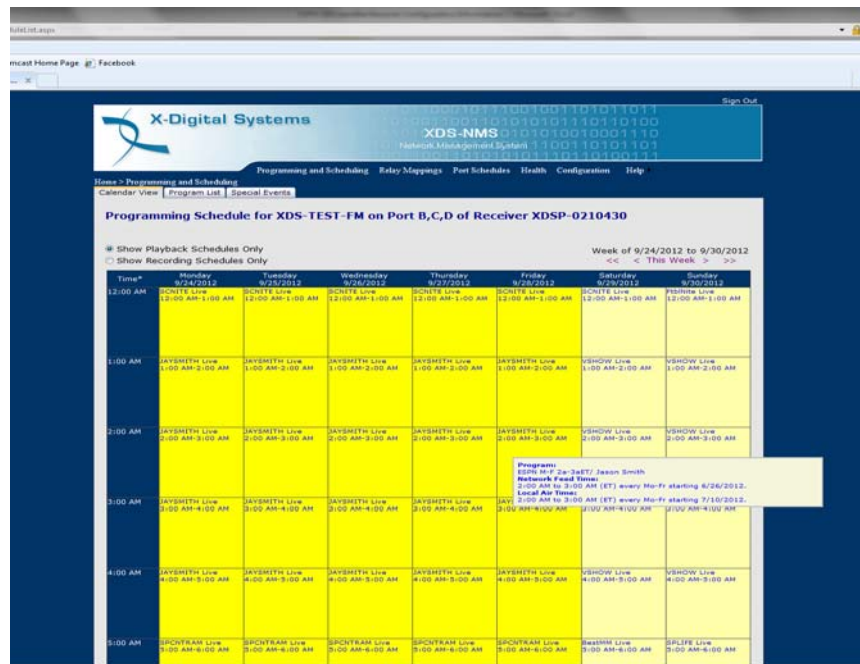 duleList.aspx
mcast Home Page Facebook
Sign Out
X-Digital Systems
XDS-NMS
Network Management System
Programming and Scheduling Relay Mappings Port Schedules Health Configuration Help
Home > Programming and Scheduling
Calendar View Program List Special Events
Programming Schedule for XDS-TEST-FM on Port B,C,D of Receiver XDSP-0210430
Show Playback Schedules Only
Show Recording Schedules Only
Week of 9/24/2012 to 9/30/2012
<< < This Week > >>
Time* Monday Tuesday Wednesday Thursday Friday Saturday Sunday
9/24/2012 9/25/2012 9/26/2012 9/27/2012 9/28/2012 9/29/2012 9/30/2012
12:00 AM SCNITE Live SCNITE Live SCNITE Live SCNITE Live SCNITE Live SCNITE Live FtblNite Live
12:00 AM-1:00 AM 12:00 AM-1:00 AM 12:00 AM-1:00 AM 12:00 AM-1:00 AM 12:00 AM-1:00 AM 12:00 AM-1:00 AM 12:00 AM-1:00 AM
1:00 AM JAYSMITH Live JAYSMITH Live JAYSMITH Live JAYSMITH Live JAYSMITH Live VSHOW Live VSHOW Live
1:00 AM-2:00 AM 1:00 AM-2:00 AM 1:00 AM-2:00 AM 1:00 AM-2:00 AM 1:00 AM-2:00 AM 1:00 AM-2:00 AM 1:00 AM-2:00 AM
2:00 AM JAYSMITH Live JAYSMITH Live JAYSMITH Live JAYSMITH Live JAYSMITH Live VSHOW Live VSHOW Live
2:00 AM-3:00 AM 2:00 AM-3:00 AM 2:00 AM-3:00 AM 2:00 AM-3:00 AM 2:00 AM-3:00 AM 2:00 AM-3:00 AM 2:00 AM-3:00 AM
Program:
ESPN M-F 2a-3aET/ Jason Smith
Network Feed Time:
2:00 AM to 3:00 AM (ET) every Mo-Fr starting 6/26/2012.
Local Air Time:
2:00 AM to 3:00 AM (ET) every Mo-Fr starting 7/10/2012.
3:00 AM JAYSMITH Live JAYSMITH Live JAYSMITH Live JAYSMITH Live JAY
3:00 AM-4:00 AM 3:00 AM-4:00 AM 3:00 AM-4:00 AM 3:00 AM-4:00 AM 3:00 AM-4:00 AM 3:00 AM-4:00 AM 3:00 AM-4:00 AM
4:00 AM JAYSMITH Live JAYSMITH Live JAYSMITH Live JAYSMITH Live JAYSMITH Live VSHOW Live VSHOW Live
4:00 AM-5:00 AM 4:00 AM-5:00 AM 4:00 AM-5:00 AM 4:00 AM-5:00 AM 4:00 AM-5:00 AM 4:00 AM-5:00 AM 4:00 AM-5:00 AM
5:00 AM SPCNTRAM Live SPCNTRAM Live SPCNTRAM Live SPCNTRAM Live SPCNTRAM Live BestMM Live SPLIFE Live
5:00 AM-6:00 AM 5:00 AM-6:00 AM 5:00 AM-6:00 AM 5:00 AM-6:00 AM 5:00 AM-6:00 AM 5:00 AM-6:00 AM 5:00 AM-6:00 AM